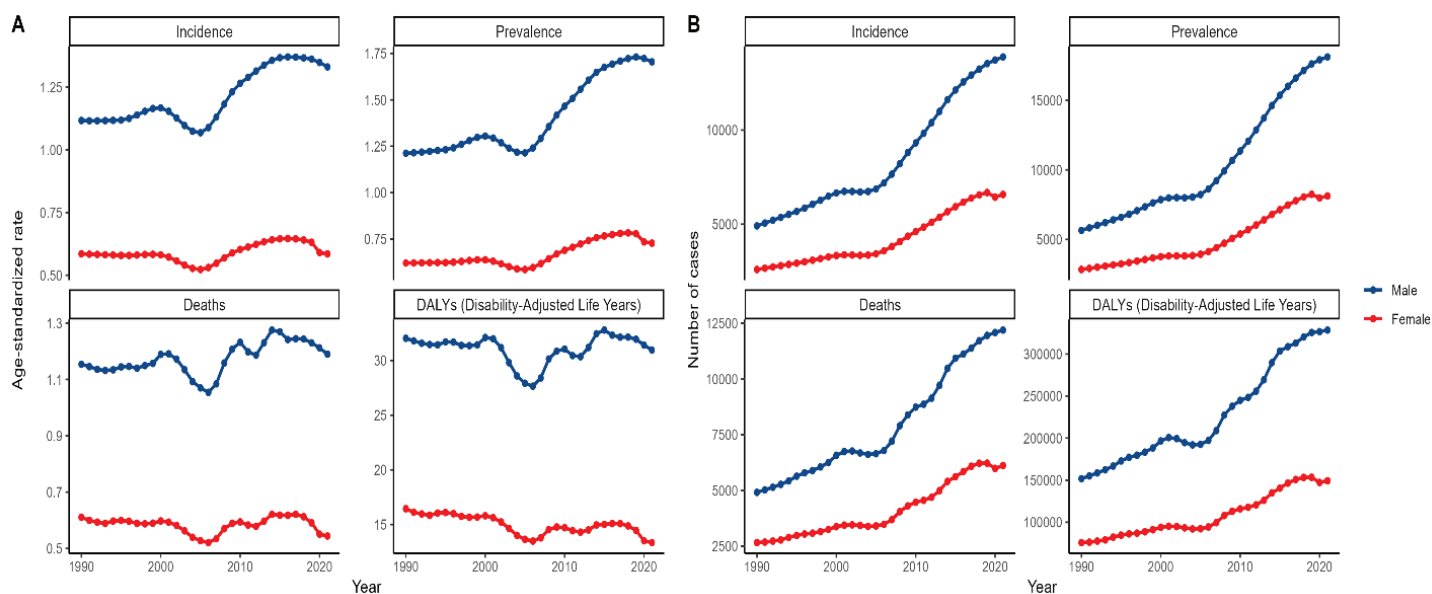 A
B
Incidence
Prevalence
Incidence
Prevalence
1.25
1.00
0.75
0.50
1.75
1.50
1.25
1.00
0.75
10000
5000
15000
10000
5000
Age-standardized rate
Number of cases
Deaths
DALYs (Disability-Adjusted Life Years)
Deaths
DALYs (Disability-Adjusted Life Years)
1.3
1.1
0.9
0.7
0.5
30
25
20
15
12500
10000
7500
5000
2500
300000
250000
200000
150000
100000
1990 2000 2010 2020
1990 2000 2010 2020
1990 2000 2010 2020
1990 2000 2010 2020
Year
Year
Male
Female